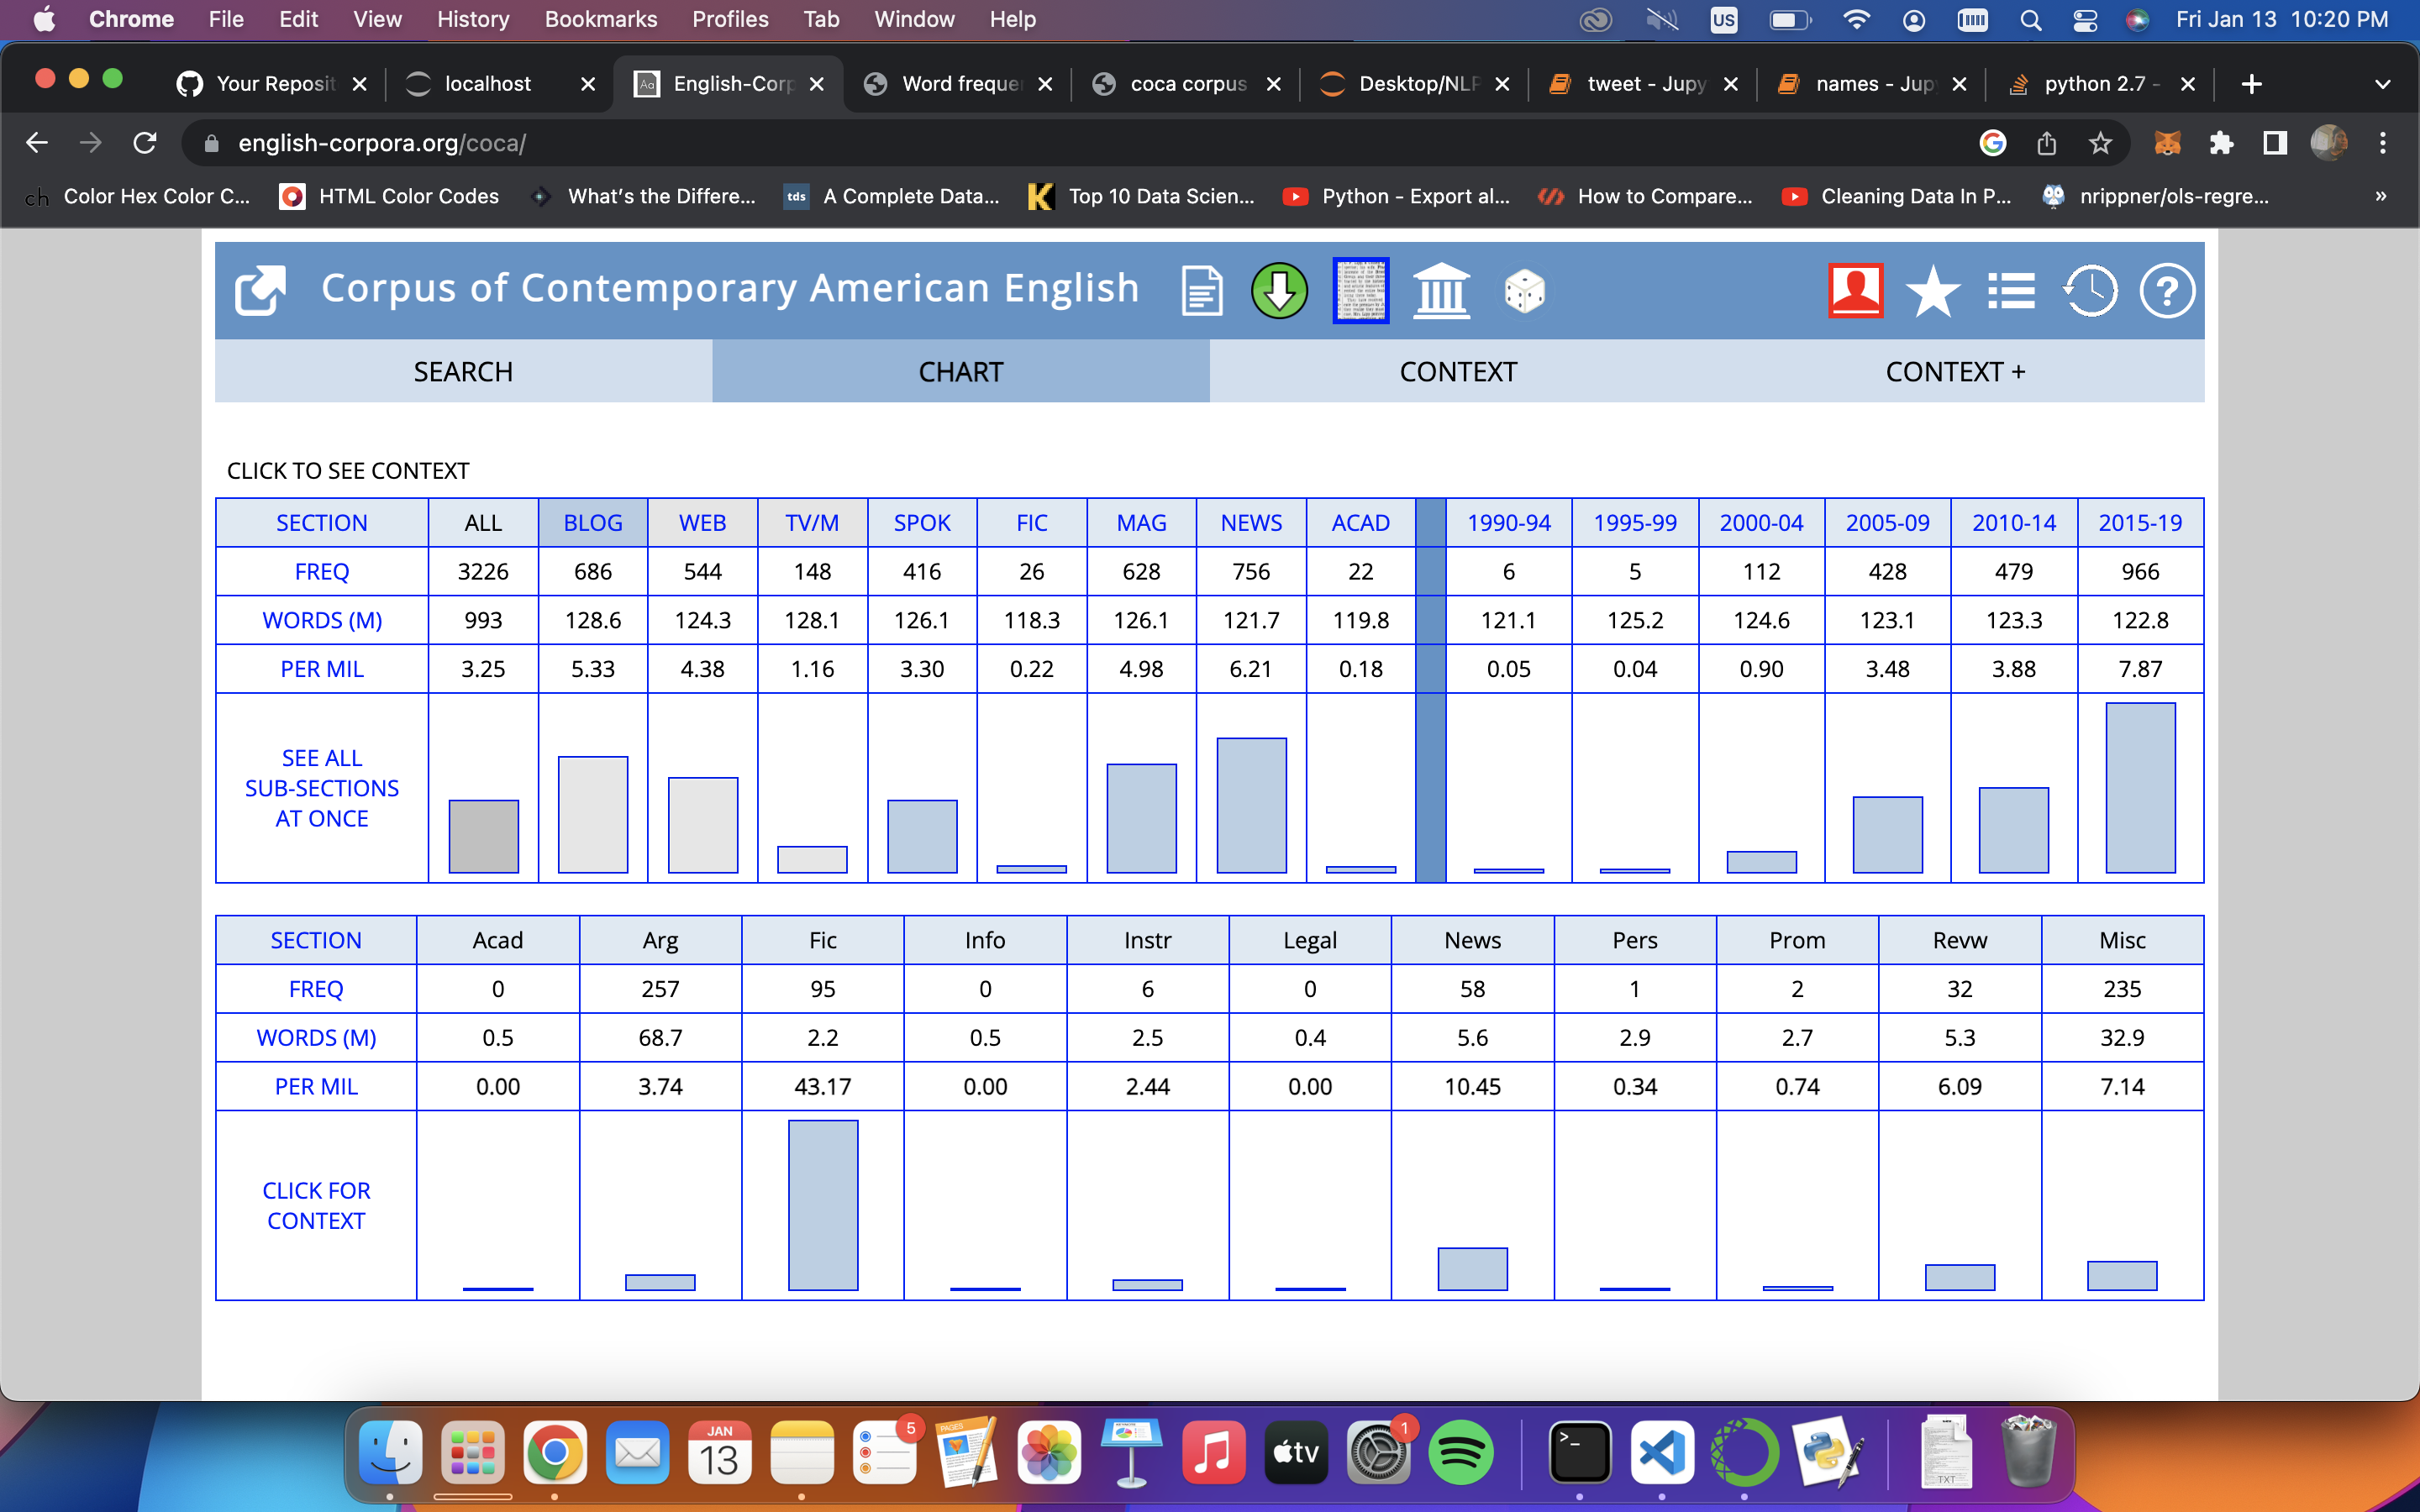 Chrome File Edit View History Bookmarks Profiles Tab Window Help US Fri Jan 13 10:20 PM
Your Reposit localhost English-Corp Word freque coca corpus Desktop/NLP tweet - Jupy names - Jup python 2.7 -
english-corpora.org/coca/
ch Color Hex Color C... HTML Color Codes What's the Differe... tds A Complete Data... K Top 10 Data Scien... Python - Export al... How to Compare... Cleaning Data In P... nrippner/ols-regre... »
Corpus of Contemporary American English ?
SEARCH CHART CONTEXT CONTEXT +
CLICK TO SEE CONTEXT
SECTION ALL BLOG WEB TV/M SPOK FIC MAG NEWS ACAD 1990-94 1995-99 2000-04 2005-09 2010-14 2015-19
FREQ 3226 686 544 148 416 26 628 756 22 6 5 112 428 479 966
WORDS (M) 993 128.6 124.3 128.1 126.1 118.3 126.1 121.7 119.8 121.1 125.2 124.6 123.1 123.3 122.8
PER MIL 3.25 5.33 4.38 1.16 3.30 0.22 4.98 6.21 0.18 0.05 0.04 0.90 3.48 3.88 7.87
SEE ALL
SUB-SECTIONS
AT ONCE
SECTION Acad Arg Fic Info Instr Legal News Pers Prom Revw Misc
FREQ 0 257 95 0 6 0 58 1 2 32 235
WORDS (M) 0.5 68.7 2.2 0.5 2.5 0.4 5.6 2.9 2.7 5.3 32.9
PER MIL 0.00 3.74 43.17 0.00 2.44 0.00 10.45 0.34 0.74 6.09 7.14
CLICK FOR
CONTEXT
JAN
13
5
PAGES
tv
1
>_
TXT